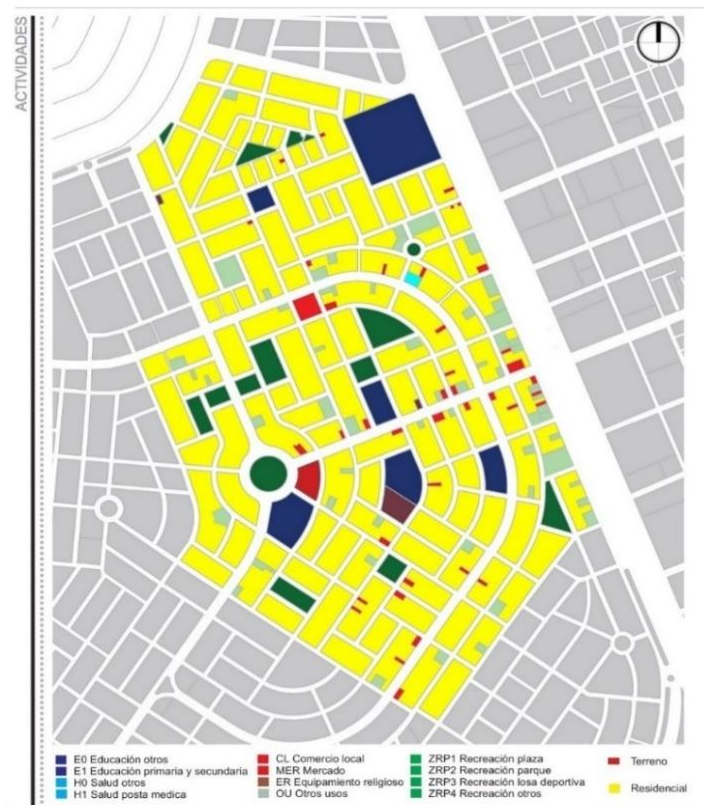 ACTIVIDADES
E0 Educación otros
E1 Educación primaria y secundaria
H0 Salud otros
H1 Salud posta medica
CL Comercio local
MER Mercado
ER Equipamiento religioso
OU Otros usos
ZRP1 Recreación plaza
ZRP2 Recreación parque
ZRP3 Recreación losa deportiva
ZRP4 Recreación otros
Terreno
Residencial